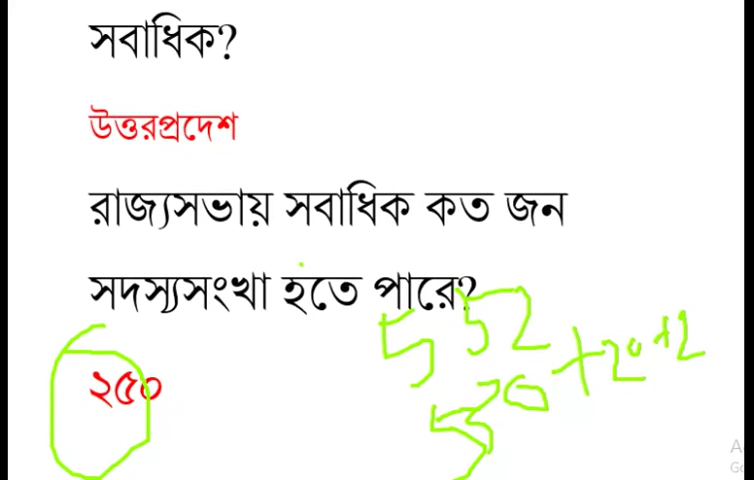 সবাধিক?
উত্তরপ্রদেশ
রাজ্যসভায় সবাধিক কত জন
সদস্যসংখা হতে পারে?
২৫০
552
530 + 20 + 2